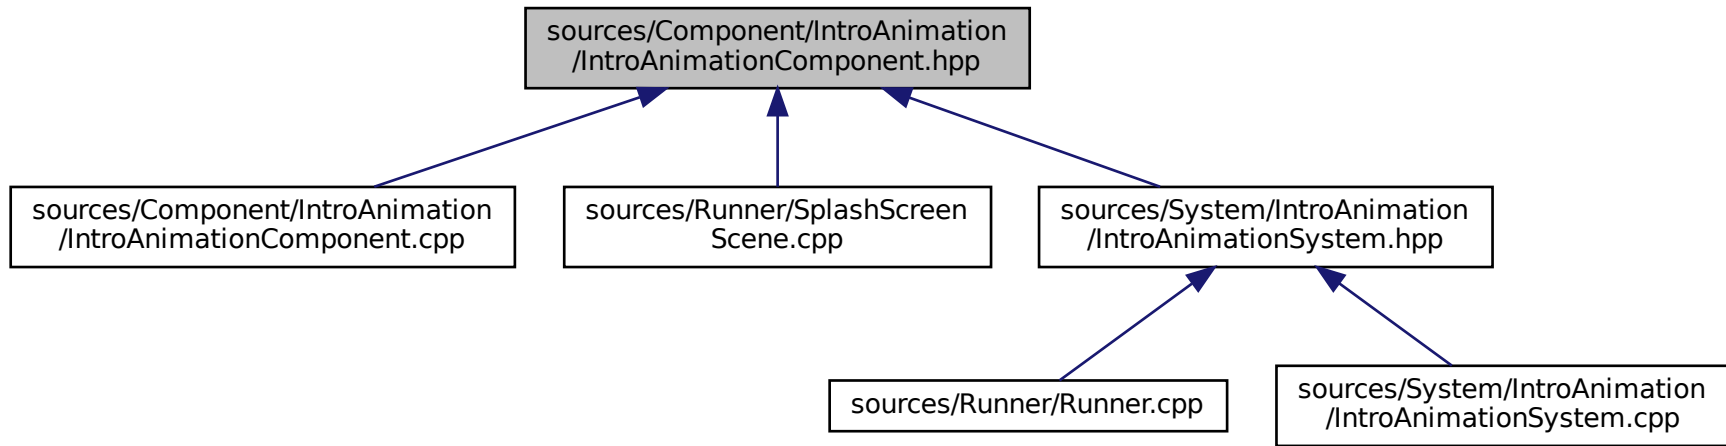 sources/Component/IntroAnimation
/IntroAnimationComponent.hpp
sources/Component/IntroAnimation
/IntroAnimationComponent.cpp
sources/Runner/SplashScreen
Scene.cpp
sources/System/IntroAnimation
/IntroAnimationSystem.hpp
sources/Runner/Runner.cpp
sources/System/IntroAnimation
/IntroAnimationSystem.cpp